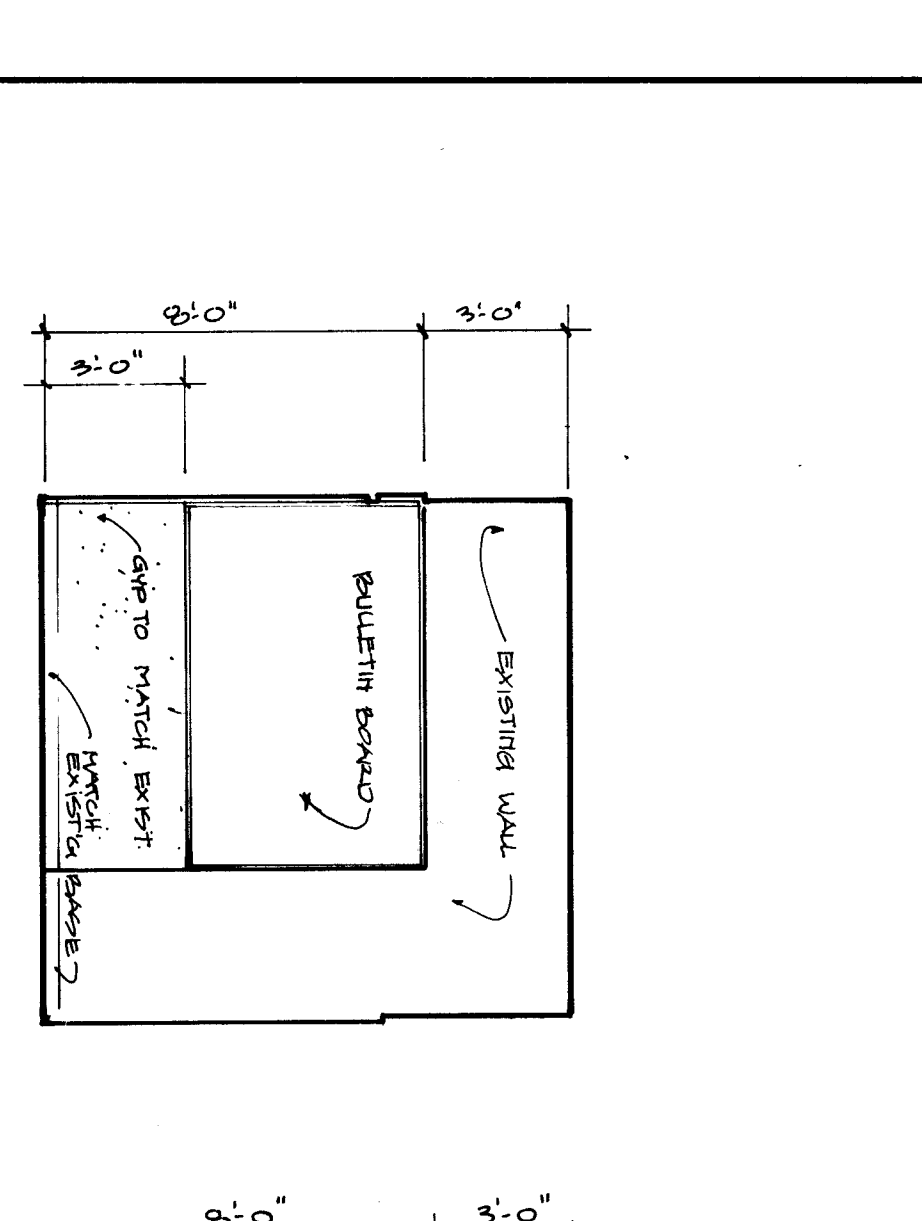 8'-0"
3'-0"
3'-0"
EXISTING WALL
BULLETIN BOARD
GYP TO MATCH EXIST.
MATCH
EXIST'G BASE
8'-0"
3'-0"